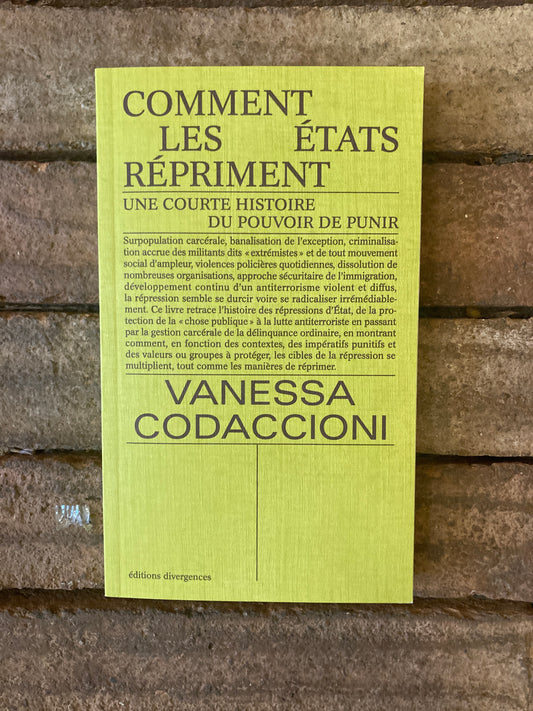 COMMENT
LES ÉTATS
RÉPRIMENT
UNE COURTE HISTOIRE
DU POUVOIR DE PUNIR
Surpopulation carcérale, banalisation de l'exception, criminalisa-
tion accrue des militants dits « extrémistes » et de tout mouvement
social d'ampleur, violences policières quotidiennes, dissolution de
nombreuses organisations, approche sécuritaire de l'immigration,
développement continu d'un antiterrorisme violent et diffus,
la répression semble se durcir voire se radicaliser irrémédiable-
ment. Ce livre retrace l'histoire des répressions d'État, de la pro-
tection de la « chose publique » à la lutte antiterroriste en passant
par la gestion carcérale de la délinquance ordinaire, en montrant
comment, en fonction des contextes, des impératifs punitifs et
des valeurs ou groupes à protéger, les cibles de la répression se
multiplient, tout comme les manières de réprimer.
VANESSA
CODACCIONI
éditions divergences